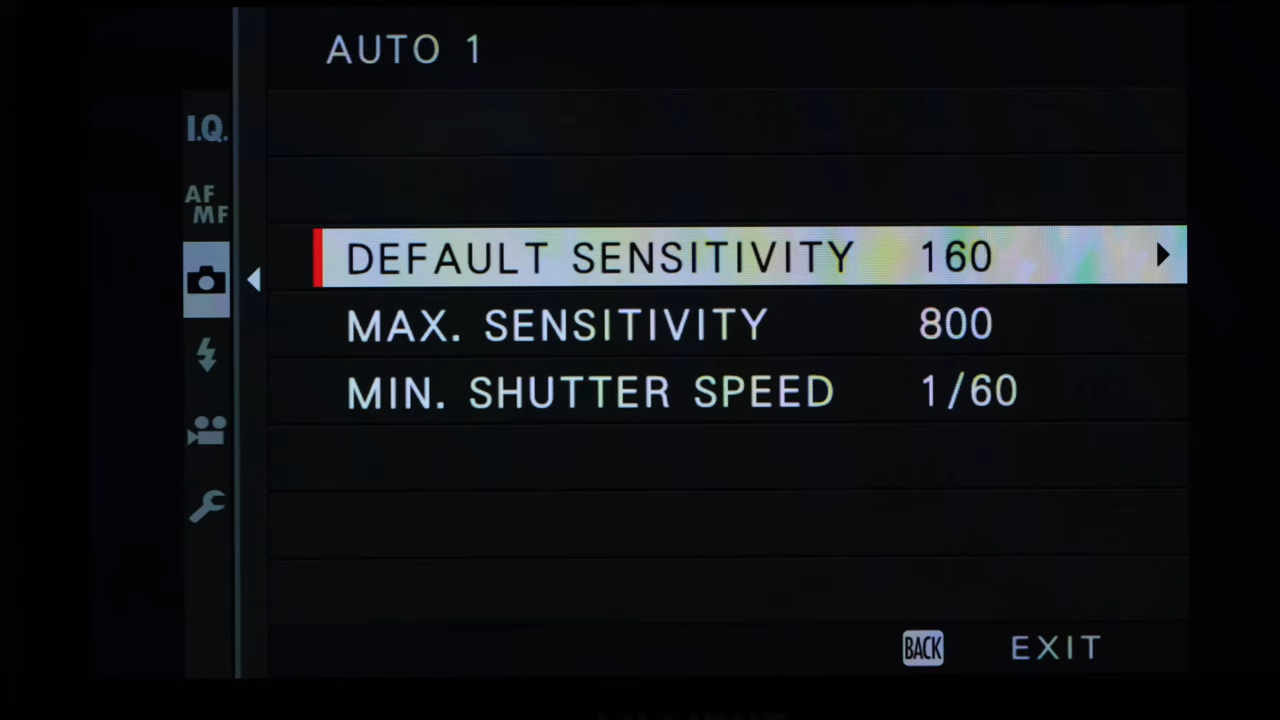 AUTO 1
I.Q.
AF
MF
DEFAULT SENSITIVITY 160
MAX. SENSITIVITY 800
MIN. SHUTTER SPEED 1/60
BACK EXIT